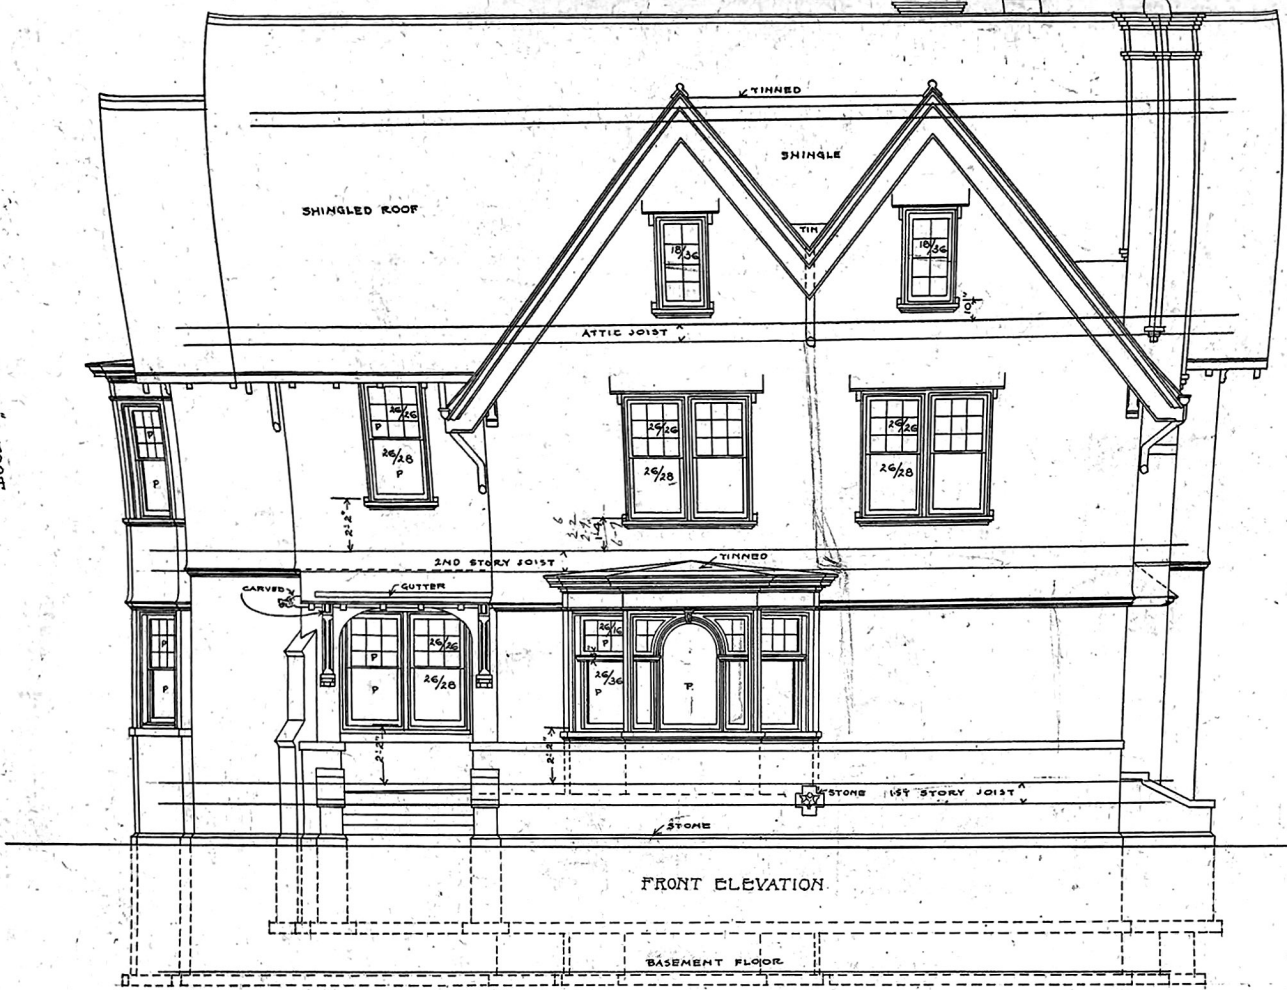 TINNED
SHINGLE
SHINGLED ROOF
TIN
18/36
18/36
10"
ATTIC JOIST
26/26
P
26/28
P
26/26
26/28
26/26
26/28
P
P
2'-2"
2ND STORY JOIST
TINNED
CARVED
GUTTER
P
26/26
P
26/28
26/16
P
26/36
P
P.
P
P
2'-2"
2'-2"
STONE 1ST STORY JOIST
STONE
FRONT ELEVATION
BASEMENT FLOOR